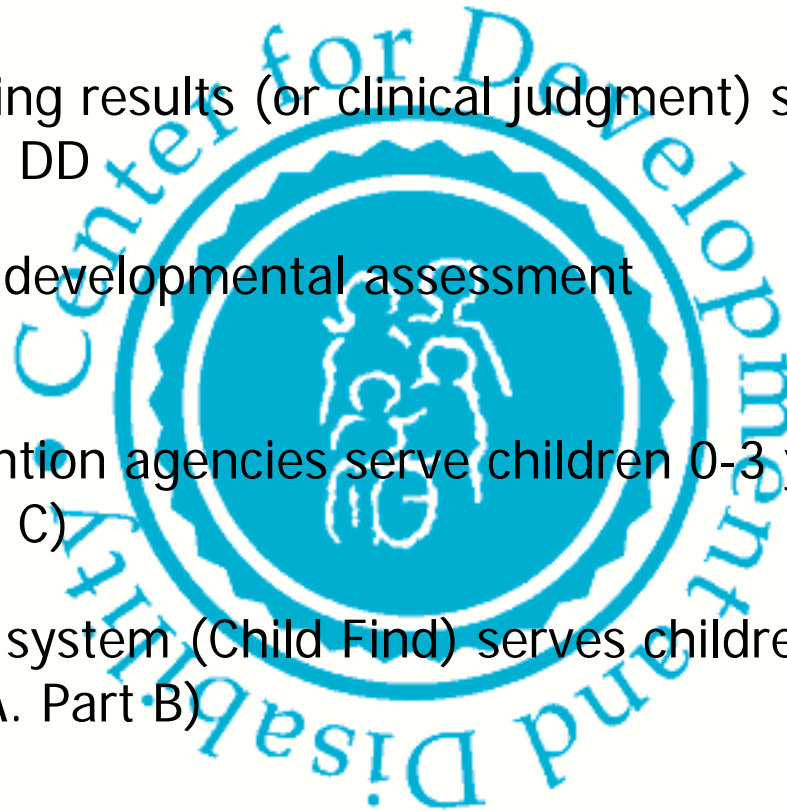 ing results (or clinical judgment) s
DD
developmental assessment
ntion agencies serve children 0-3 y
C)
system (Child Find) serves childre
A. Part B)
Center for Development and Disability •